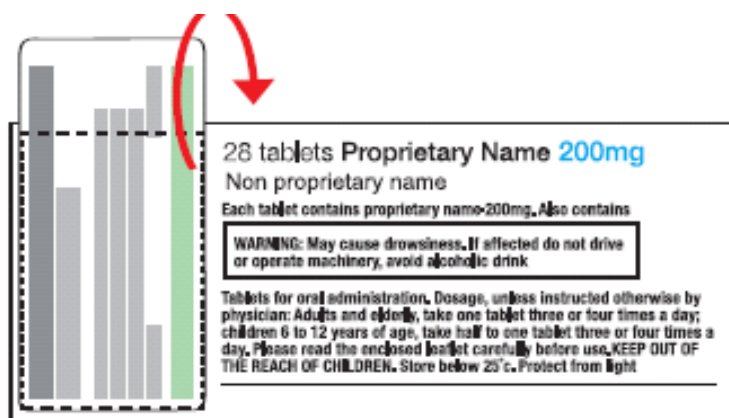 28 tablets Proprietary Name 200mg
Non proprietary name
Each tablet contains proprietary name-200mg. Also contains
WARNING: May cause drowsiness. If affected do not drive
or operate machinery, avoid alcoholic drink
Tablets for oral administration. Dosage, unless instructed otherwise by
physician: Adults and elderly, take one tablet three or four times a day;
children 6 to 12 years of age, take half to one tablet three or four times a
day. Please read the enclosed leaflet carefully before use. KEEP OUT OF
THE REACH OF CHILDREN. Store below 25°c. Protect from light